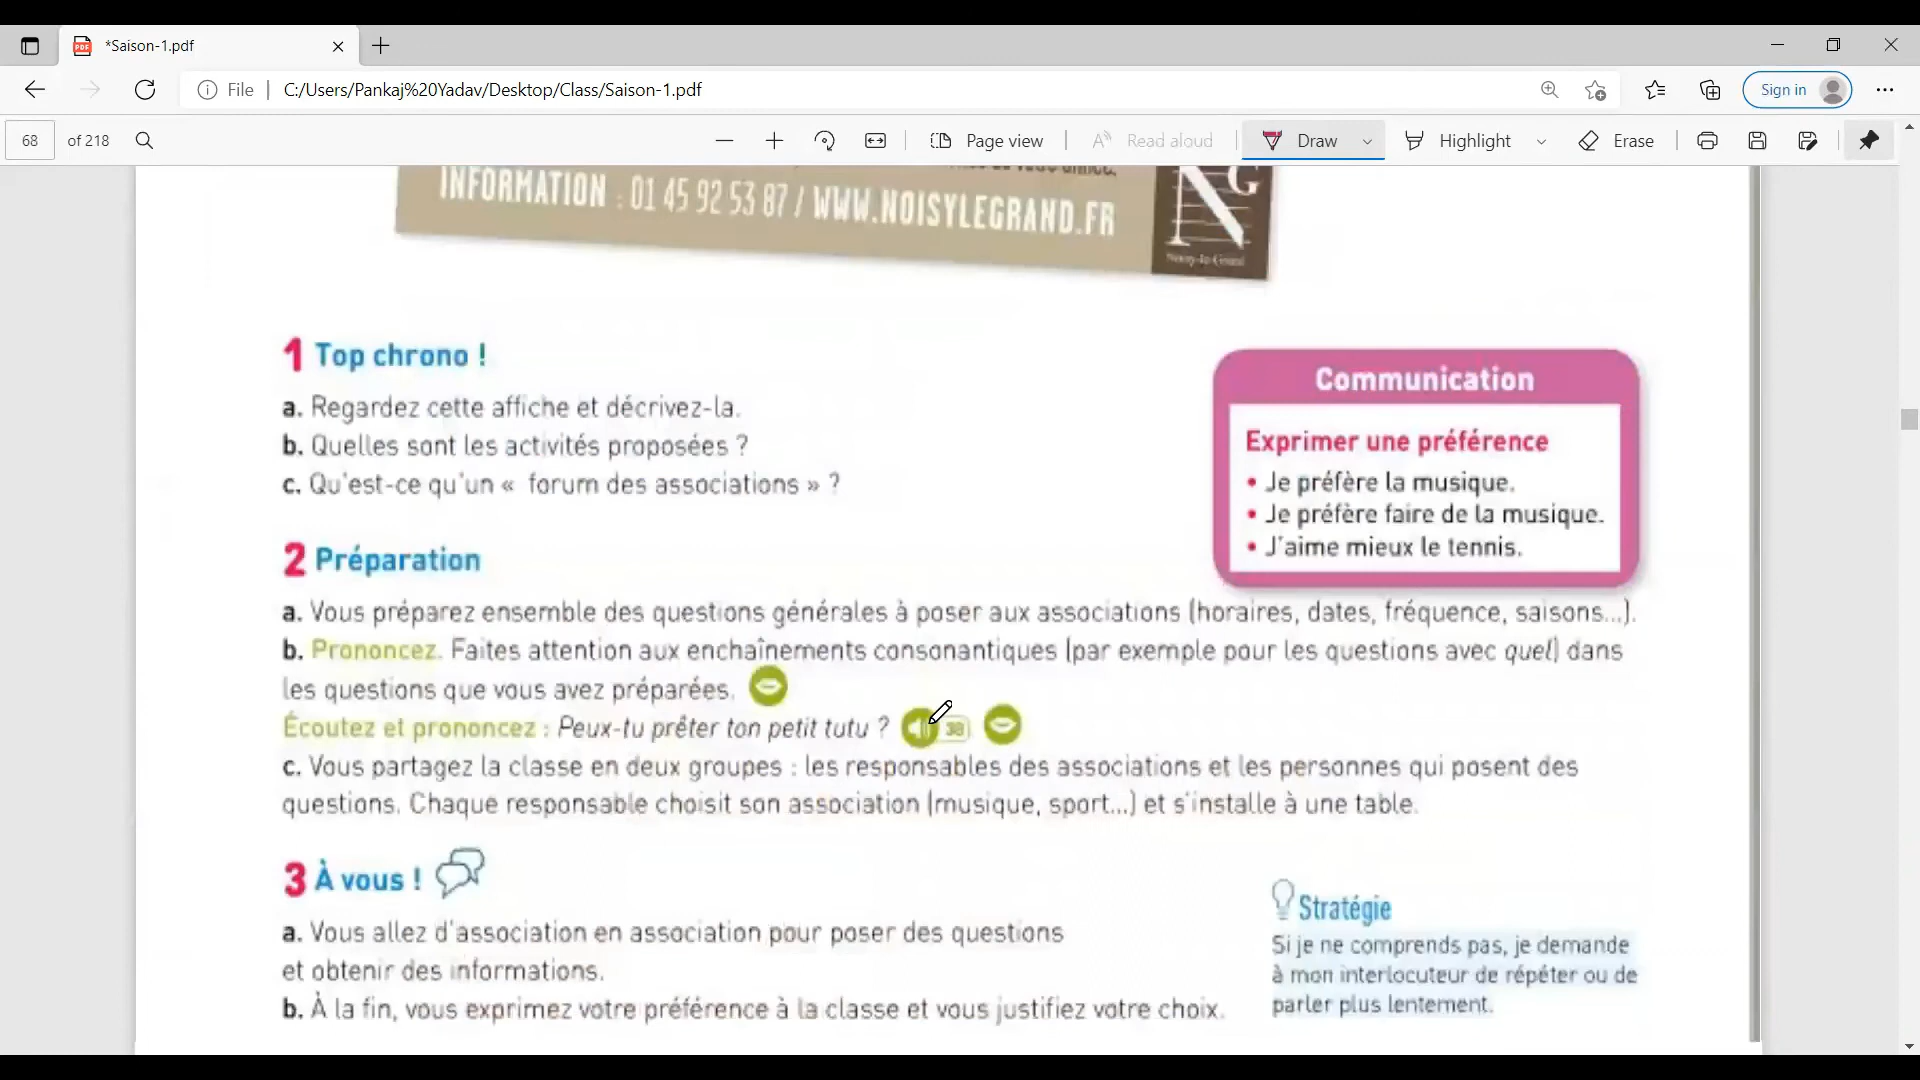 *Saison-1.pdf
File
C:/Users/Pankaj%20Yadav/Desktop/Class/Saison-1.pdf
Sign in
68 of 218
Page view
Read aloud
Draw
Highlight
Erase
INFORMATION : 01 45 92 53 87 / WWW.NOISYLEGRAND.FR
NG
Noisy-le-Grand
1 Top chrono !
a. Regardez cette affiche et décrivez-la.
b. Quelles sont les activités proposées ?
c. Qu'est-ce qu'un « forum des associations » ?
Communication
Exprimer une préférence
• Je préfère la musique.
• Je préfère faire de la musique.
• J'aime mieux le tennis.
2 Préparation
a. Vous préparez ensemble des questions générales à poser aux associations (horaires, dates, fréquence, saisons...).
b. Prononcez. Faites attention aux enchaînements consonantiques (par exemple pour les questions avec quel) dans
les questions que vous avez préparées.
Écoutez et prononcez : Peux-tu prêter ton petit tutu ? 38
c. Vous partagez la classe en deux groupes : les responsables des associations et les personnes qui posent des
questions. Chaque responsable choisit son association (musique, sport...) et s'installe à une table.
3 À vous !
a. Vous allez d'association en association pour poser des questions
et obtenir des informations.
b. À la fin, vous exprimez votre préférence à la classe et vous justifiez votre choix.
Stratégie
Si je ne comprends pas, je demande
à mon interlocuteur de répéter ou de
parler plus lentement.